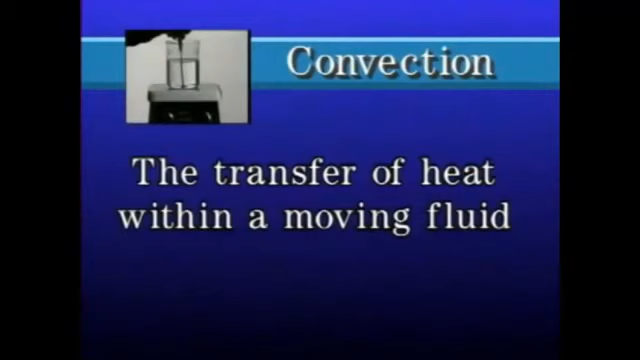 Convection
The transfer of heat
within a moving fluid